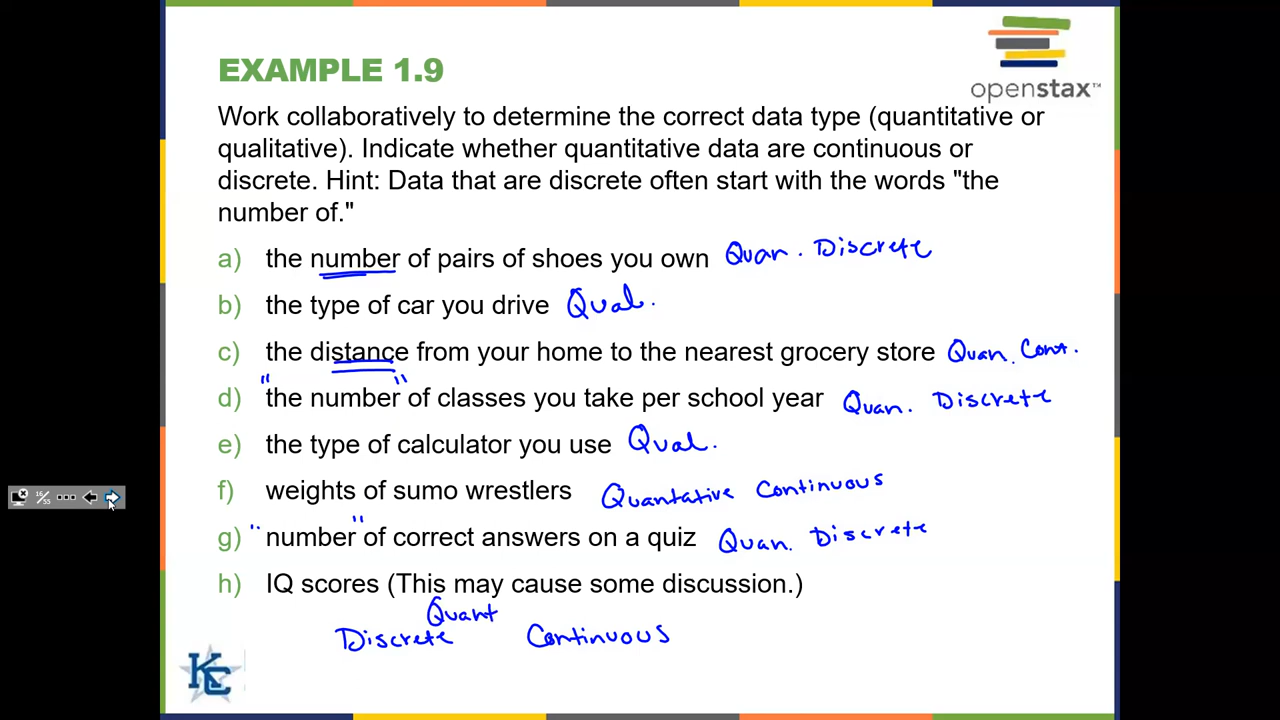 EXAMPLE 1.9
openstax™
Work collaboratively to determine the correct data type (quantitative or
qualitative). Indicate whether quantitative data are continuous or
discrete. Hint: Data that are discrete often start with the words "the
number of."
a) the number of pairs of shoes you own Quan. Discrete
b) the type of car you drive Qual.
c) the distance from your home to the nearest grocery store Quan. Cont.
d) "the number" of classes you take per school year Quan. Discrete
e) the type of calculator you use Qual.
f) weights of sumo wrestlers Quantative Continuous
g) "number" of correct answers on a quiz Quan. Discrete
h) IQ scores (This may cause some discussion.)
Quant
Discrete Continuous
KC
16/55